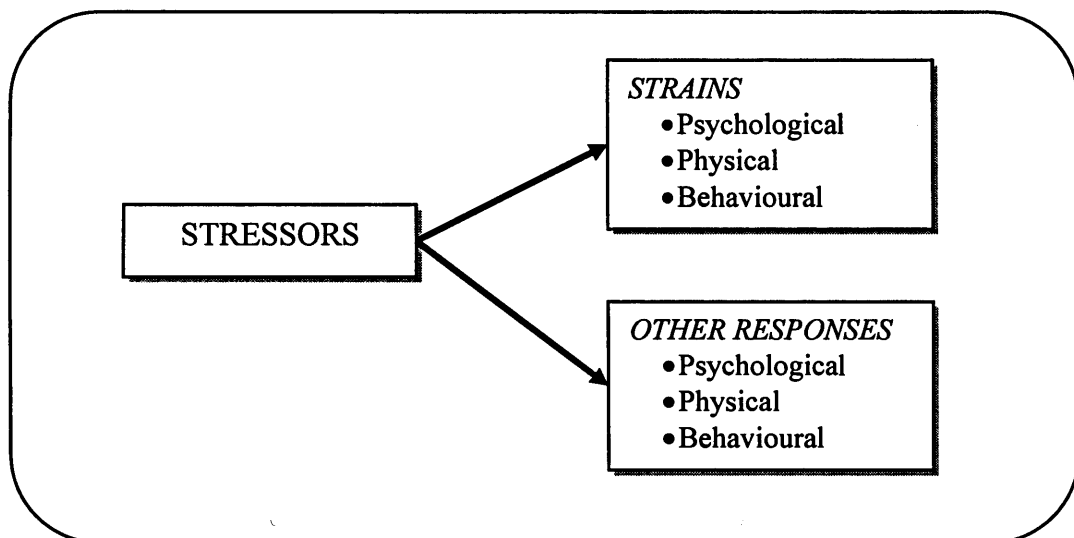 STRESSORS
STRAINS
•Psychological
•Physical
•Behavioural
OTHER RESPONSES
•Psychological
•Physical
•Behavioural